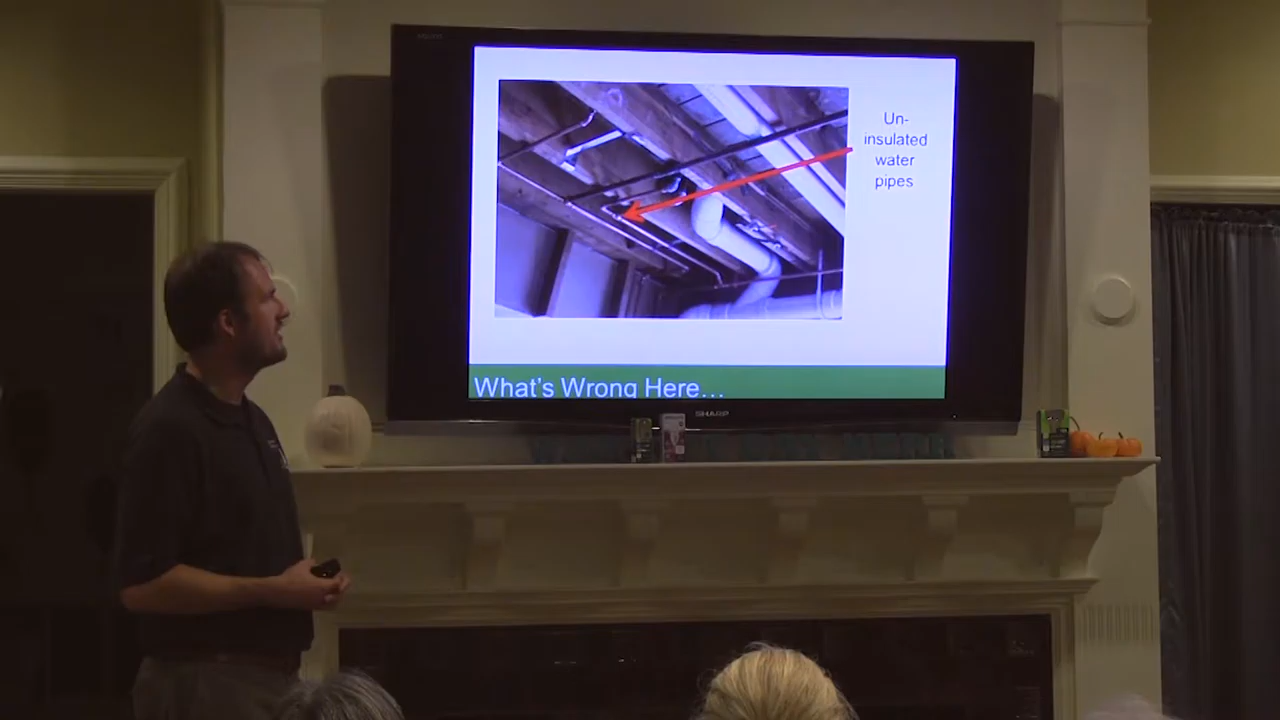 Un-
insulated
water
pipes
What's Wrong Here...
SHARP